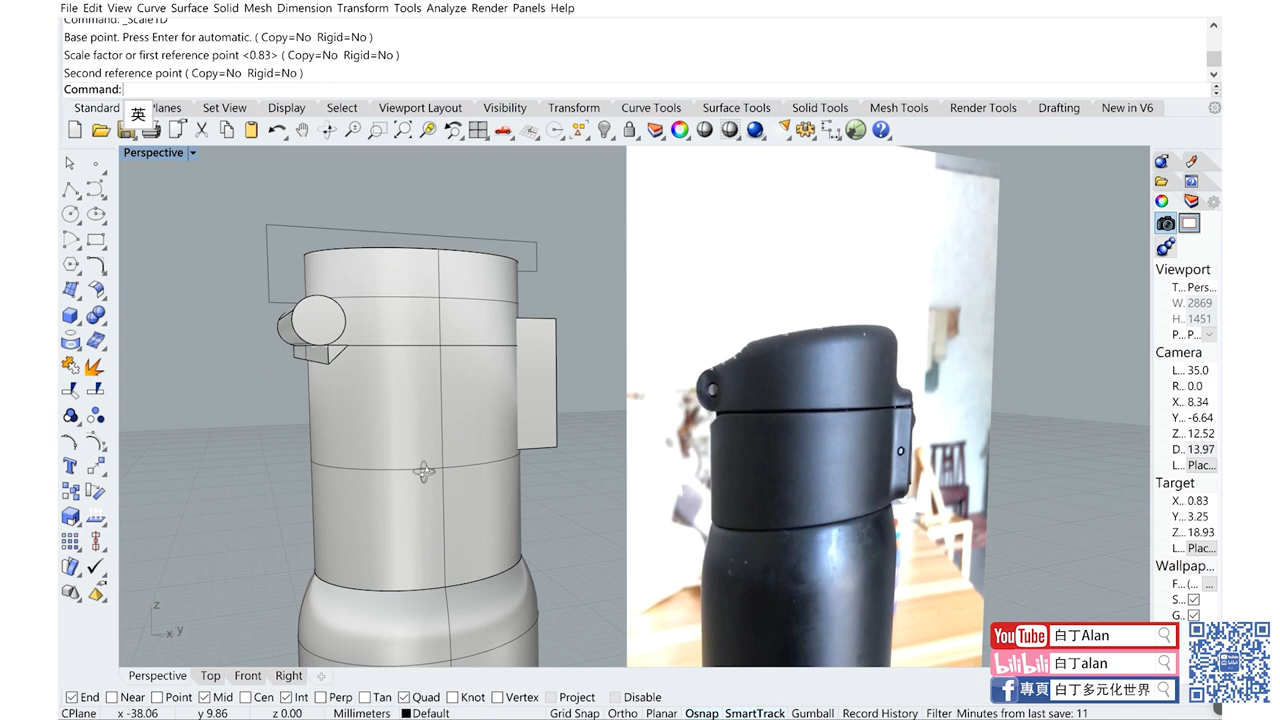 File Edit View Curve Surface Solid Mesh Dimension Transform Tools Analyze Render Panels Help
Command: _Scale1D
Base point. Press Enter for automatic. ( Copy=No Rigid=No )
Scale factor or first reference point <0.83> ( Copy=No Rigid=No )
Second reference point ( Copy=No Rigid=No )
Command:
Standard Planes Set View Display Select Viewport Layout Visibility Transform Curve Tools Surface Tools Solid Tools Mesh Tools Render Tools Drafting New in V6
英
Perspective
Viewport
T... Pers...
W. 2869
H... 1451
P... P...
Camera
L... 35.0
R... 0.0
X... 8.34
Y... -6.64
Z... 12.52
D... 13.97
L... Plac...
Target
X... 0.83
Y... 3.25
Z... 18.93
L... Plac...
Wallpap...
F... (... ...
S...
G...
z
x y
YouTube 白丁Alan
bilibili 白丁alan
f 專頁 白丁多元化世界
Perspective Top Front Right
End Near Point Mid Cen Int Perp Tan Quad Knot Vertex Project Disable
CPlane x -38.06 y 9.86 z 0.00 Millimeters Default Grid Snap Ortho Planar Osnap SmartTrack Gumball Record History Filter Minutes from last save: 11